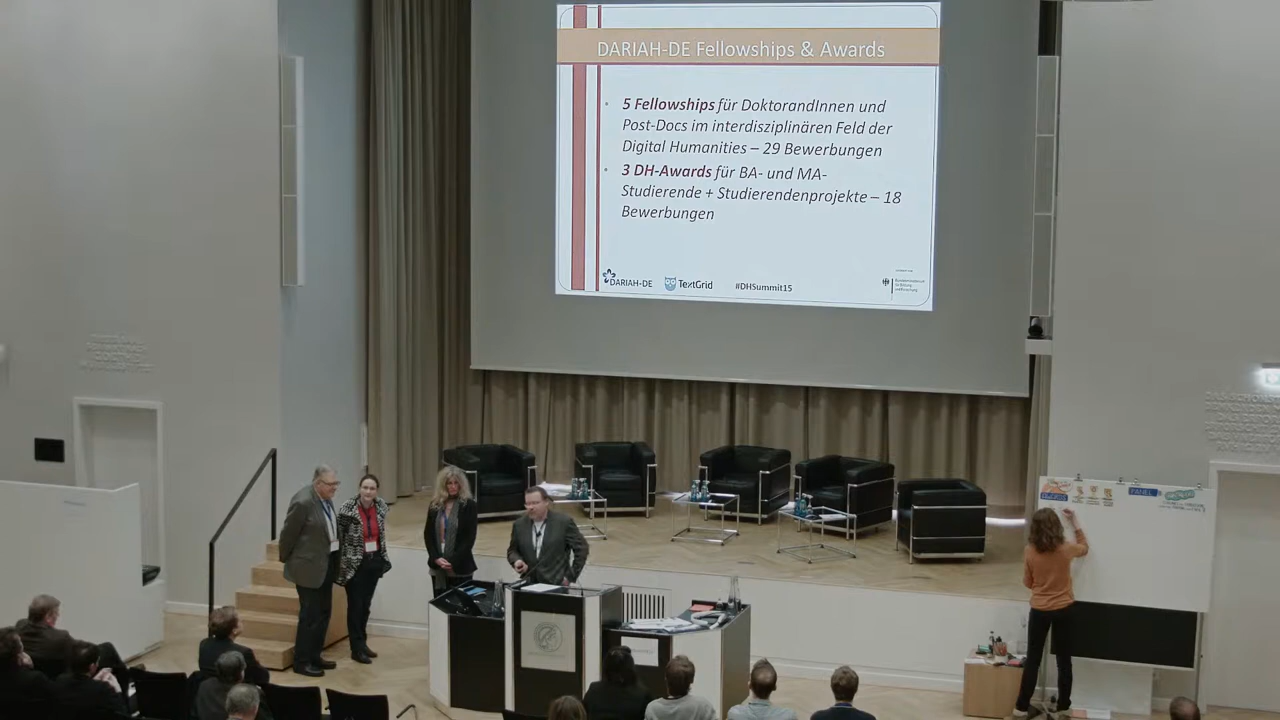 DARIAH-DE Fellowships & Awards
5 Fellowships für DoktorandInnen und
Post-Docs im interdisziplinären Feld der
Digital Humanities – 29 Bewerbungen
3 DH-Awards für BA- und MA-
Studierende + Studierendenprojekte – 18
Bewerbungen
DARIAH-DE TextGrid #DHSummit15
PANEL